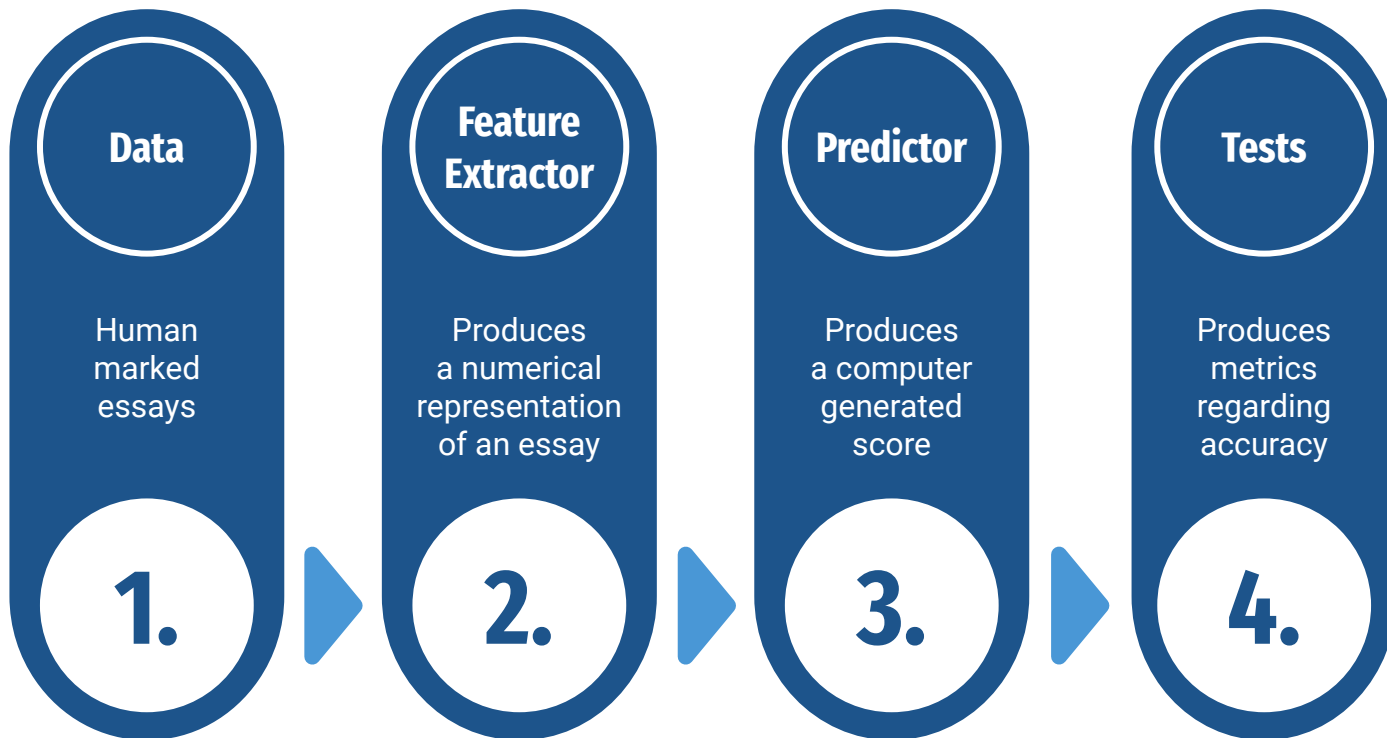 Data
Human
marked
essays
1.
Feature
Extractor
Produces
a numerical
representation
of an essay
2.
Predictor
Produces
a computer
generated
score
3.
Tests
Produces
metrics
regarding
accuracy
4.